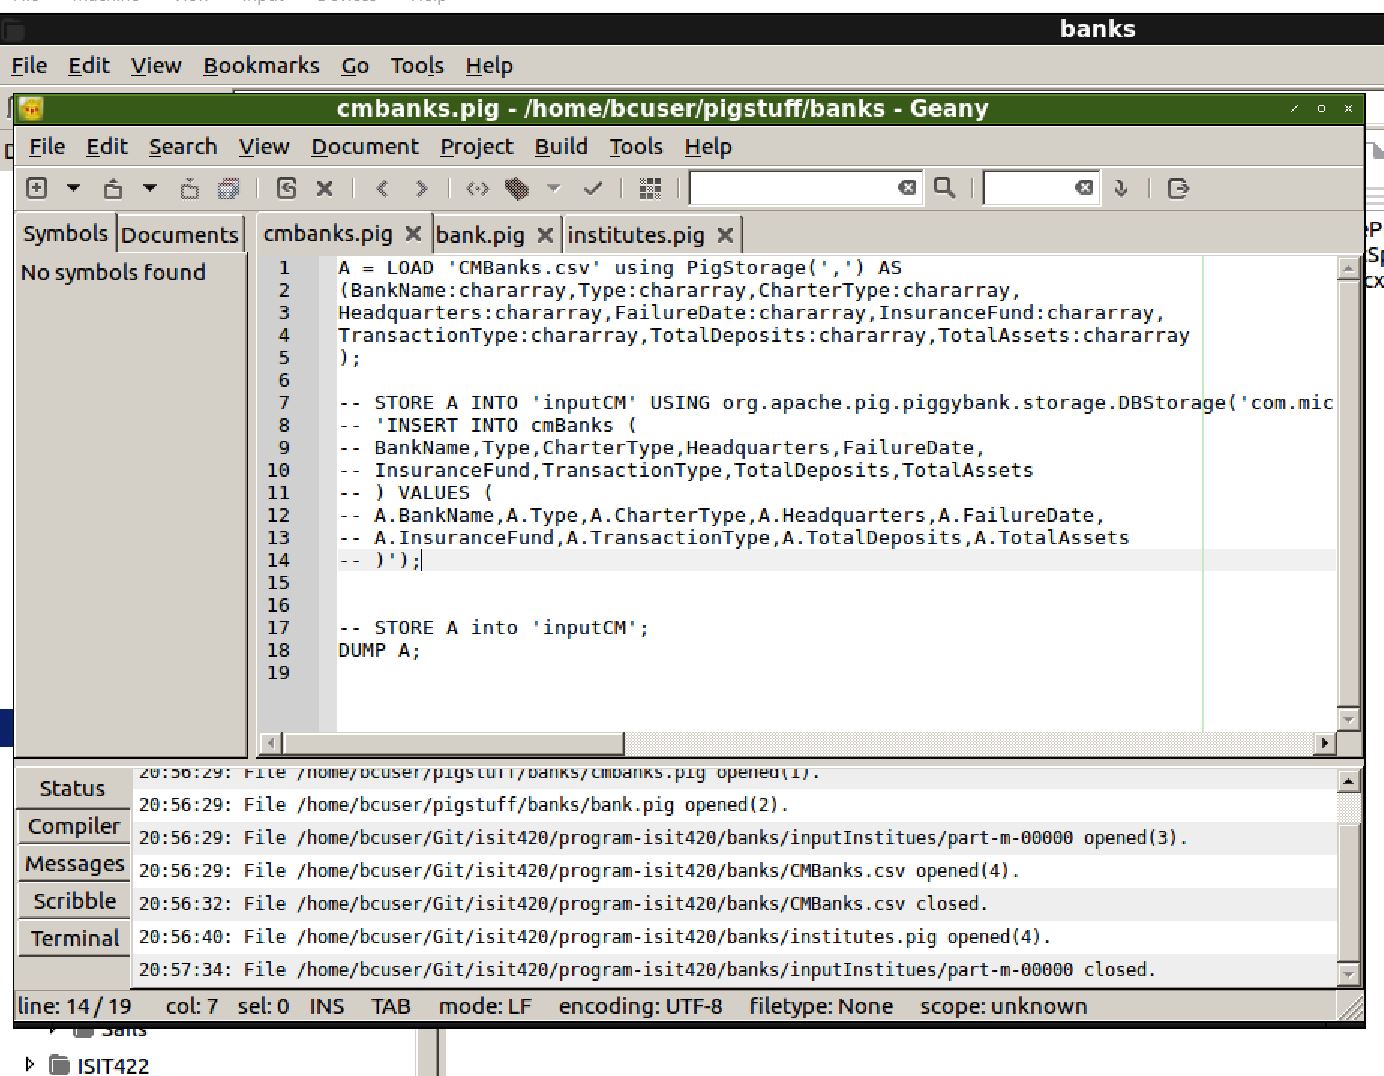 banks
File Edit View Bookmarks Go Tools Help
cmbanks.pig - /home/bcuser/pigstuff/banks - Geany
File Edit Search View Document Project Build Tools Help
Symbols Documents cmbanks.pig bank.pig institutes.pig
No symbols found
1 A = LOAD 'CMBanks.csv' using PigStorage(',') AS
2 (BankName:chararray,Type:chararray,CharterType:chararray,
3 Headquarters:chararray,FailureDate:chararray,InsuranceFund:chararray,
4 TransactionType:chararray,TotalDeposits:chararray,TotalAssets:chararray
5 );
6
7 -- STORE A INTO 'inputCM' USING org.apache.pig.piggybank.storage.DBStorage('com.mic
8 -- 'INSERT INTO cmBanks (
9 -- BankName,Type,CharterType,Headquarters,FailureDate,
10 -- InsuranceFund,TransactionType,TotalDeposits,TotalAssets
11 -- ) VALUES (
12 -- A.BankName,A.Type,A.CharterType,A.Headquarters,A.FailureDate,
13 -- A.InsuranceFund,A.TransactionType,A.TotalDeposits,A.TotalAssets
14 -- )');
15
16
17 -- STORE A into 'inputCM';
18 DUMP A;
19
Status
Compiler
Messages
Scribble
Terminal
20:56:29: File /home/bcuser/pigstuff/banks/cmbanks.pig opened(1).
20:56:29: File /home/bcuser/pigstuff/banks/bank.pig opened(2).
20:56:29: File /home/bcuser/Git/isit420/program-isit420/banks/inputInstitues/part-m-00000 opened(3).
20:56:29: File /home/bcuser/Git/isit420/program-isit420/banks/CMBanks.csv opened(4).
20:56:32: File /home/bcuser/Git/isit420/program-isit420/banks/CMBanks.csv closed.
20:56:40: File /home/bcuser/Git/isit420/program-isit420/banks/institutes.pig opened(4).
20:57:34: File /home/bcuser/Git/isit420/program-isit420/banks/inputInstitues/part-m-00000 closed.
line: 14 / 19 col: 7 sel: 0 INS TAB mode: LF encoding: UTF-8 filetype: None scope: unknown
ISIT422